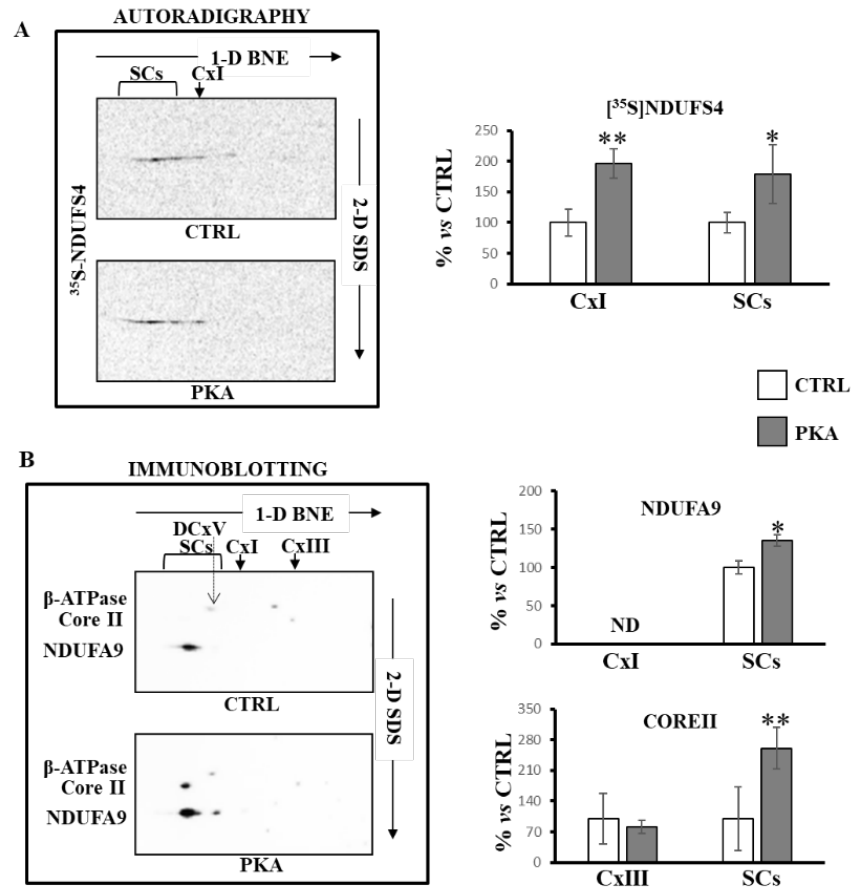 A
AUTORADIGRAPHY
1-D BNE
SCs CxI
³⁵S-NDUFS4
CTRL
2-D SDS
PKA
[³⁵S]NDUFS4
% vs CTRL
250
200
150
100
50
0
** *
CxI SCs
CTRL
PKA
B
IMMUNOBLOTTING
1-D BNE
DCxV
SCs CxI CxIII
β-ATPase
Core II
NDUFA9
CTRL
2-D SDS
β-ATPase
Core II
NDUFA9
PKA
NDUFA9
% vs CTRL
200
150
100
50
0
ND
*
CxI SCs
COREII
% vs CTRL
350
280
210
140
70
0
**
CxIII SCs